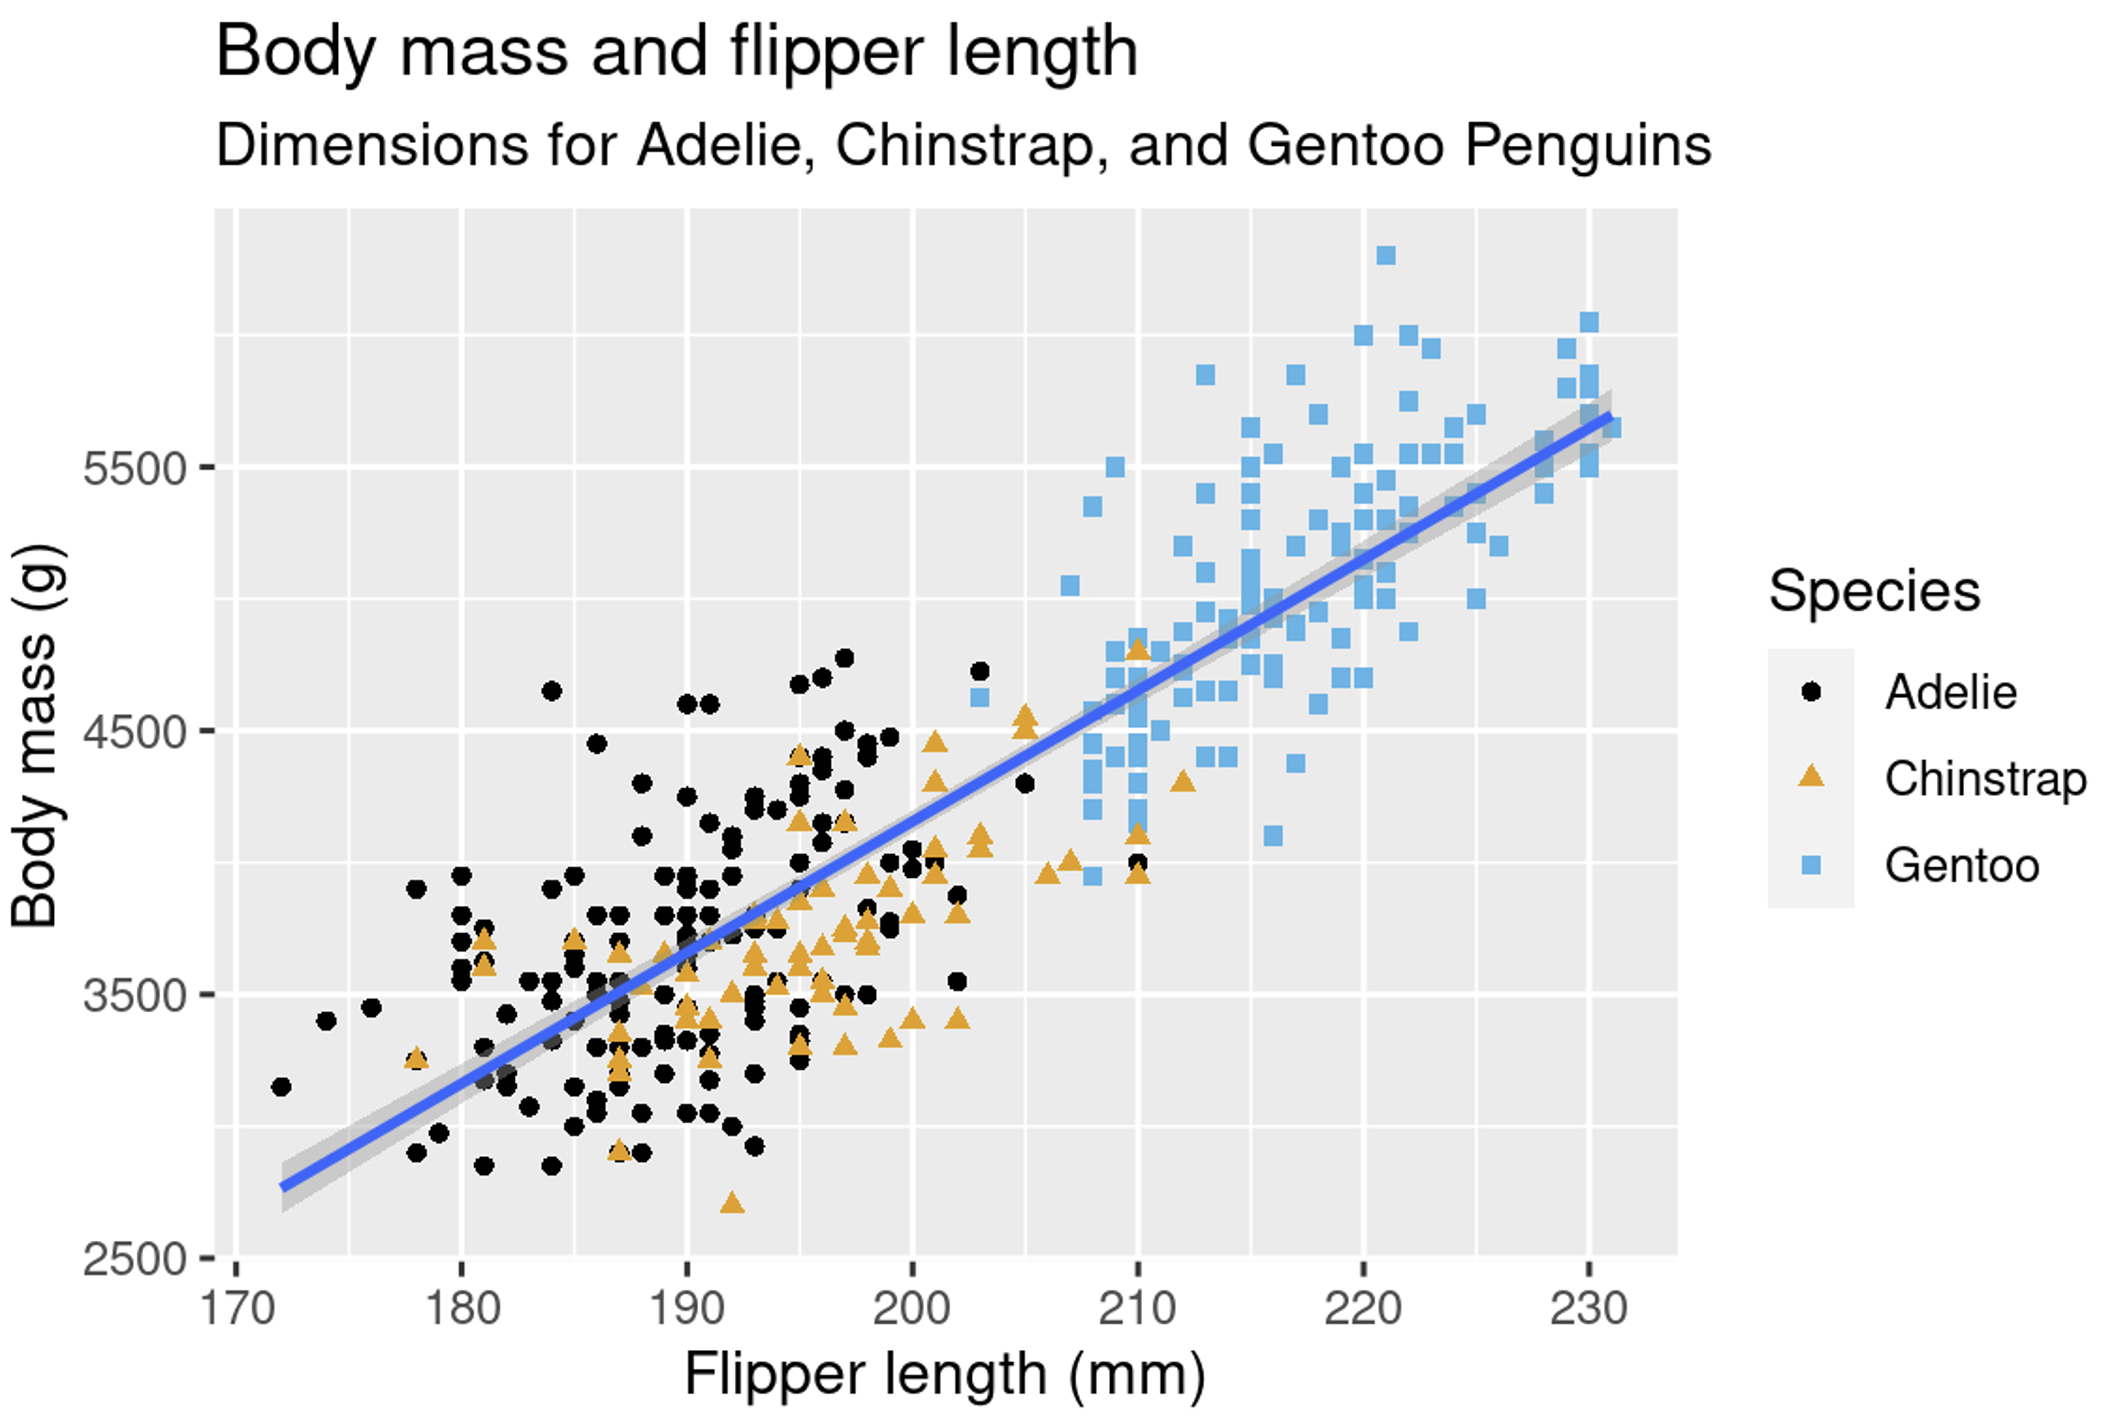 Body mass and flipper length
Dimensions for Adelie, Chinstrap, and Gentoo Penguins
Body mass (g)
5500
4500
3500
2500
170 180 190 200 210 220 230
Flipper length (mm)
Species
Adelie
Chinstrap
Gentoo